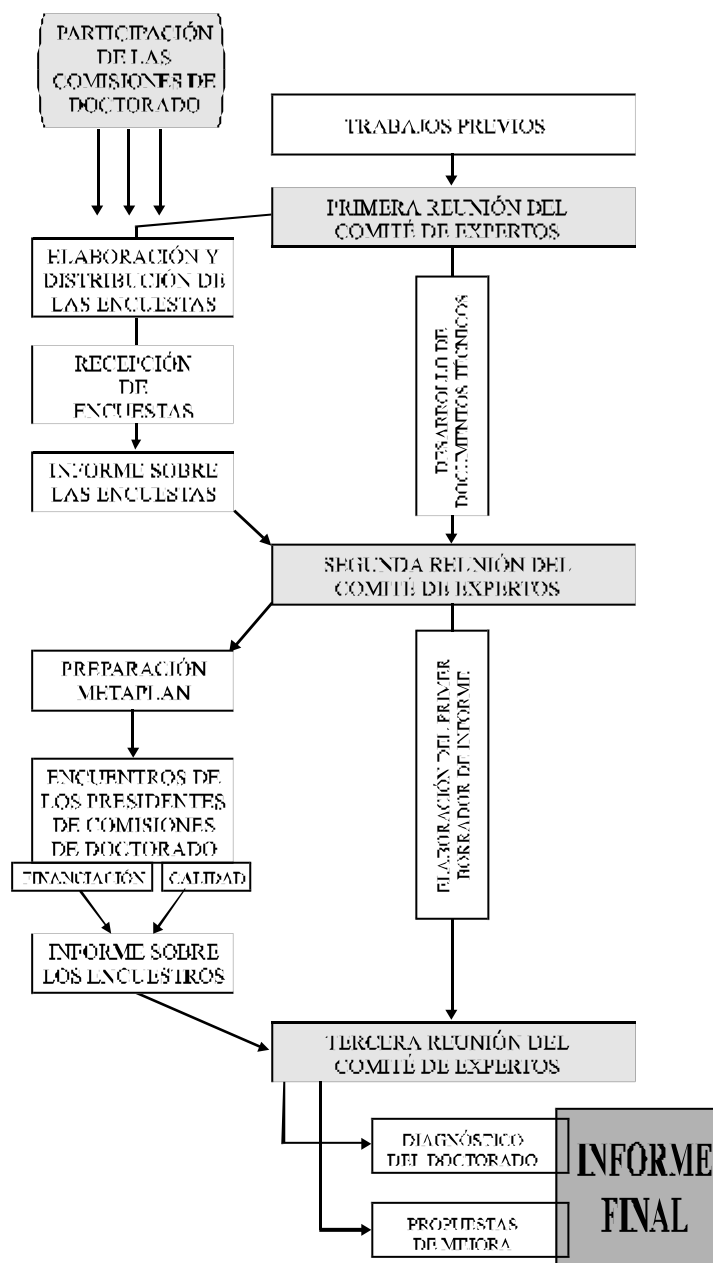 PARTICIPACIÓN
DE LAS
COMISIONES DE
DOCTORADO
TRABAJOS PREVIOS
PRIMERA REUNIÓN DEL
COMITÉ DE EXPERTOS
ELABORACIÓN Y
DISTRIBUCIÓN DE
LAS ENCUESTAS
RECEPCIÓN
DE
ENCUESTAS
INFORME SOBRE
LAS ENCUESTAS
DESARROLLO DE
DOCUMENTOS TÉCNICOS
SEGUNDA REUNIÓN DEL
COMITÉ DE EXPERTOS
PREPARACIÓN
METAPLAN
ENCUENTROS DE
LOS PRESIDENTES
DE COMISIONES
DE DOCTORADO
FINANCIACIÓN
CALIDAD
INFORME SOBRE
LOS ENCUESTROS
ELABORACIÓN DEL PRIMER
BORRADOR DE INFORME
TERCERA REUNIÓN DEL
COMITÉ DE EXPERTOS
DIAGNÓSTICO
DEL DOCTORADO
PROPUESTAS
DE MEJORA
INFORME
FINAL